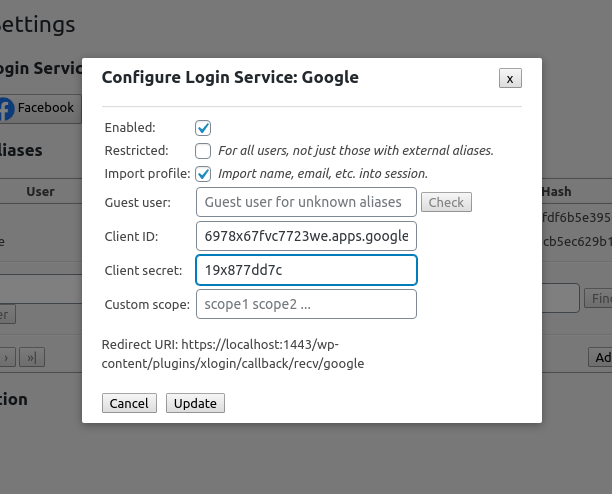 ettings
ogin Servic
Facebook
liases
User
Hash
fdf6b5e395
e
cb5ec629b1
Find
er
› »|
Ad
tion
Configure Login Service: Google
x
Enabled:
Restricted: For all users, not just those with external aliases.
Import profile: Import name, email, etc. into session.
Guest user: Guest user for unknown aliases Check
Client ID: 6978x67fvc7723we.apps.google
Client secret: 19x877dd7c
Custom scope: scope1 scope2 ...
Redirect URI: https://localhost:1443/wp-
content/plugins/xlogin/callback/recv/google
Cancel Update